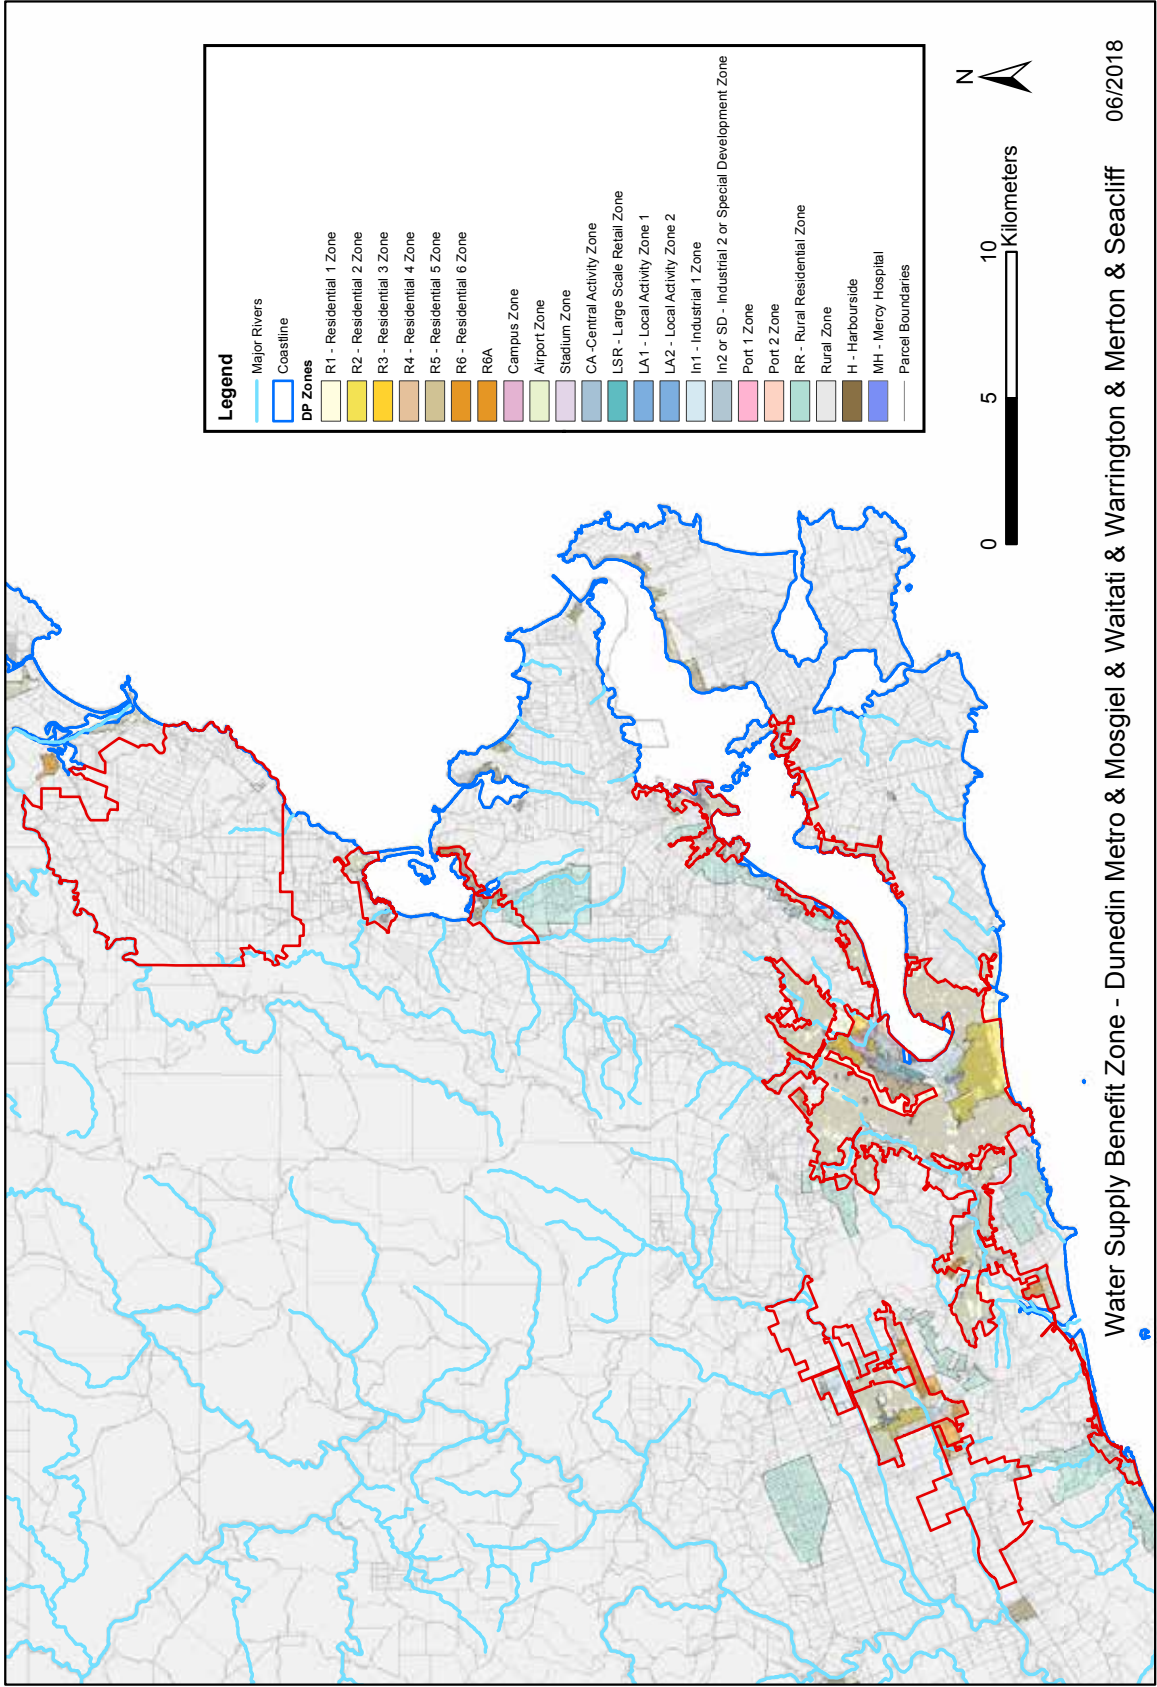 Legend
Major Rivers
Coastline
DP Zones
R1 - Residential 1 Zone
R2 - Residential 2 Zone
R3 - Residential 3 Zone
R4 - Residential 4 Zone
R5 - Residential 5 Zone
R6 - Residential 6 Zone
R6A
Campus Zone
Airport Zone
Stadium Zone
CA -Central Activity Zone
LSR - Large Scale Retail Zone
LA1 - Local Activity Zone 1
LA2 - Local Activity Zone 2
In1 - Industrial 1 Zone
In2 or SD - Industrial 2 or Special Development Zone
Port 1 Zone
Port 2 Zone
RR - Rural Residential Zone
Rural Zone
H - Harbourside
MH - Mercy Hospital
Parcel Boundaries
N
0 5 10
Kilometers
Water Supply Benefit Zone - Dunedin Metro & Mosgiel & Waitati & Warrington & Merton & Seacliff 06/2018